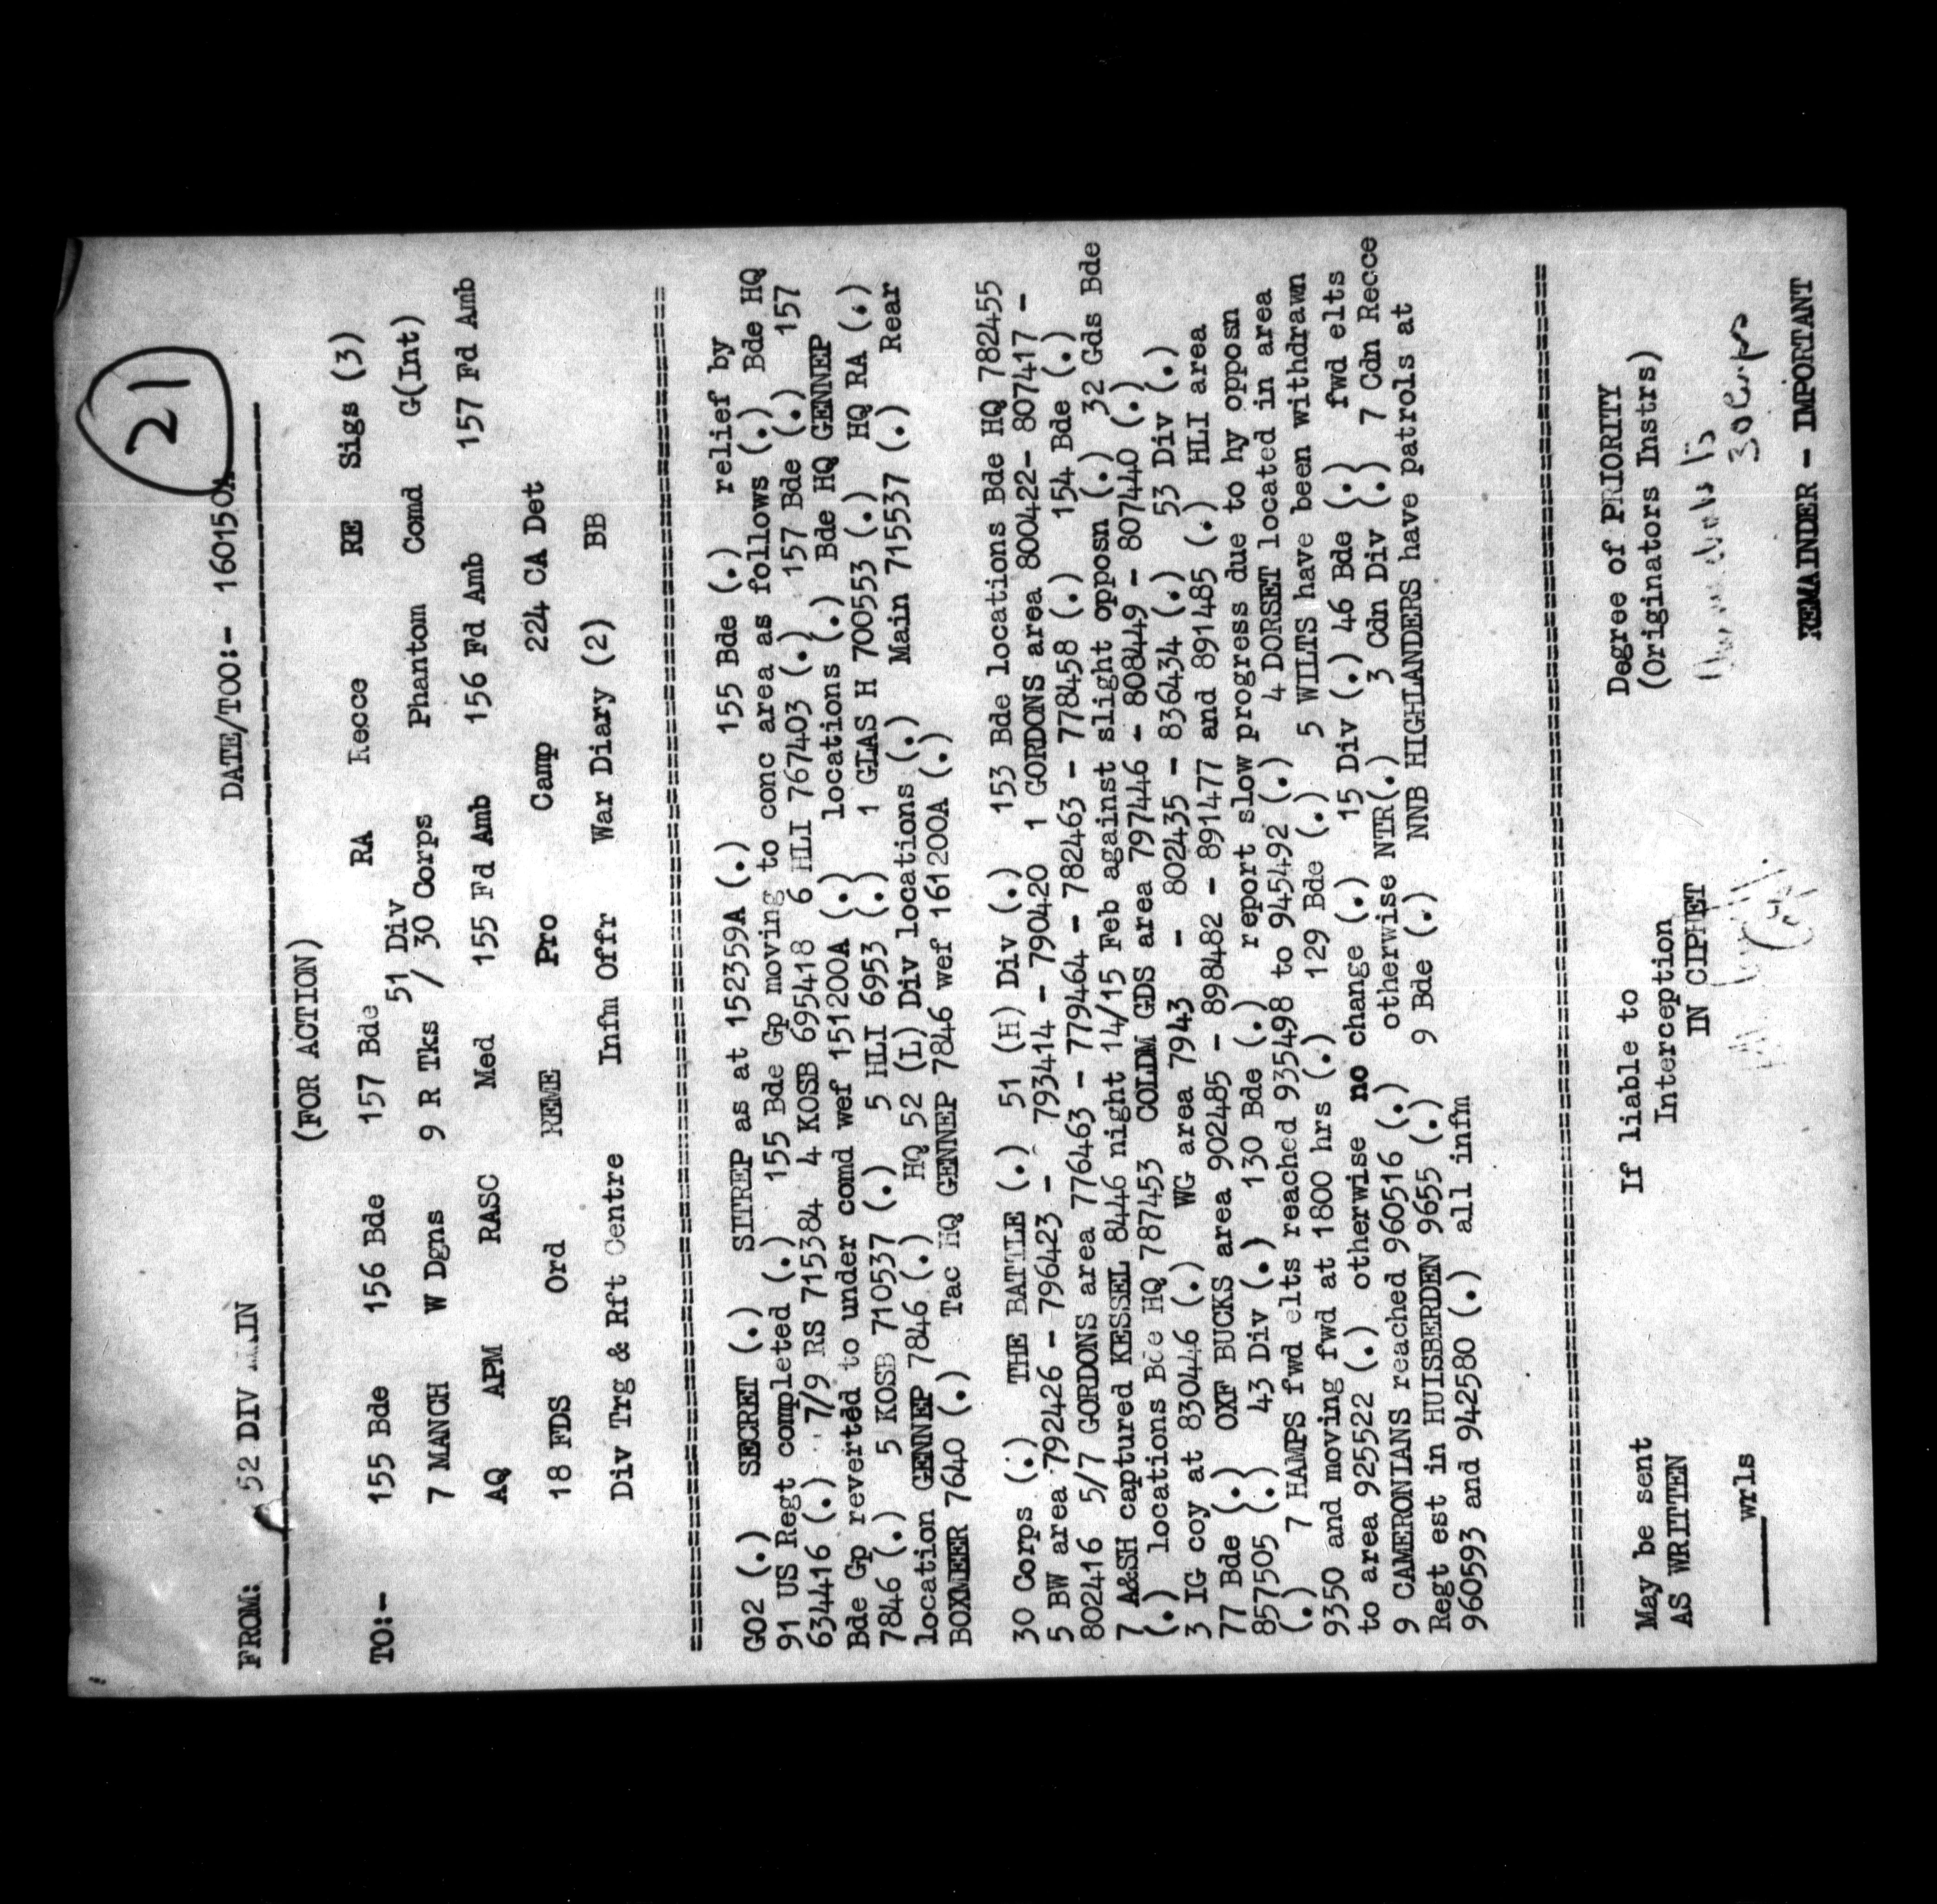 21
FROM: 52 DIV MAIN DATE/TOO:- 160150A
(FOR ACTION)
TO:- 155 Bde 156 Bde 157 Bde RA Recce RE Sigs (3)
51 Div
7 MANCH W Dgns 9 R Tks / 30 Corps Phantom Comd G(Int)
AQ APM RASC Med 155 Fd Amb 156 Fd Amb 157 Fd Amb
18 FDS Ord REME Pro Camp 224 CA Det
Div Trg & Rft Centre Infm Offr War Diary (2) BB
GO2 (.) SECRET (.) SITREP as at 152359A (.) 155 Bde (.) relief by
91 US Regt completed (.) 155 Bde Gp moving to conc area as follows (.) Bde HQ
634416 (.) 7/9 RS 715384 4 KOSB 695418 6 HLI 767403 (.) 157 Bde (.) 157
Bde Gp reverted to under comd wef 151200A (.) locations (.) Bde HQ GENNEP
7846 (.) 5 KOSB 710537 (.) 5 HLI 6953 (.) 1 GLAS H 700553 (.) HQ RA (.)
location GENNEP 7846 (.) HQ 52 (L) Div locations (.) Main 715537 (.) Rear
BOXMEER 7640 (.) Tac HQ GENNEP 7846 wef 161200A (.)
30 Corps (.) THE BATTLE (.) 51 (H) Div (.) 153 Bde locations Bde HQ 782455
5 BW area 792426 - 796423 - 793414 - 790420 1 GORDONS area 800422- 807417 -
802416 5/7 GORDONS area 776463 - 779464 - 782463 - 778458 (.) 154 Bde (.)
7 A&SH captured KESSEL 8446 night 14/15 Feb against slight opposn (.) 32 Gds Bde
(.) locations Bde HQ 787453 COLDM GDS area 797446 - 808449 - 807440 (.)
3 IG coy at 830446 (.) WG area 7943 - 802435 - 836434 (.) 53 Div (.)
77 Bde (.) OXF BUCKS area 902485 - 898482 - 891477 and 891485 (.) HLI area
857505 (.) 43 Div (.) 130 Bde (.) report slow progress due to hy opposn
(.) 7 HAMPS fwd elts reached 935498 to 945492 (.) 4 DORSET located in area
9350 and moving fwd at 1800 hrs (.) 129 Bde (.) 5 WILTS have been withdrawn
to area 925522 (.) otherwise no change (.) 15 Div (.) 46 Bde (.) fwd elts
9 CAMERONIANS reached 960516 (.) otherwise NTR(.) 3 Cdn Div (.) 7 Cdn Recce
Regt est in HUISBERDEN 9655 (.) 9 Bde (.) NNB HIGHLANDERS have patrols at
960593 and 942580 (.) all infm
May be sent If liable to Degree of PRIORITY
AS WRITTEN Interception (Originators Instrs)
IN CIPHET
wrls
30 Corps
REMAINDER - IMPORTANT